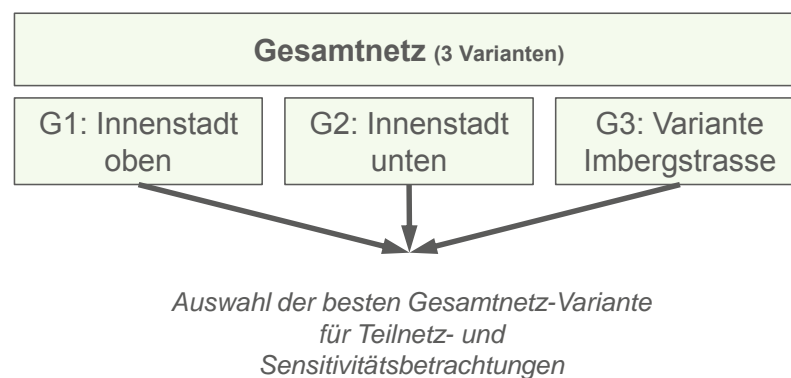 Gesamtnetz (3 Varianten)
G1: Innenstadt
oben
G2: Innenstadt
unten
G3: Variante
Imbergstrasse
Auswahl der besten Gesamtnetz-Variante
für Teilnetz- und
Sensitivitätsbetrachtungen